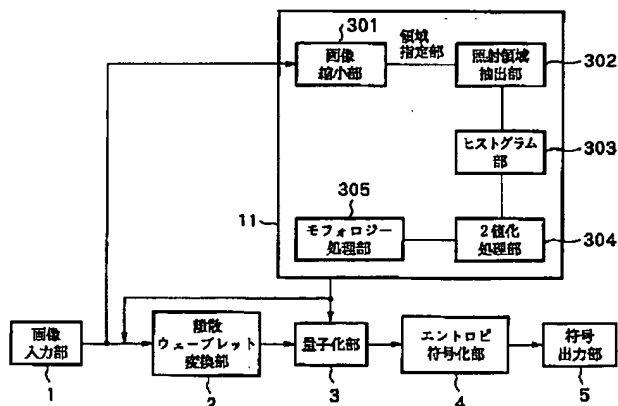 301
画像
縮小部
領域
指定部
照射領域
抽出部
302
ヒストグラム
部
303
305
11
モフォロジー
処理部
2値化
処理部
304
画像
入力部
離散
ウェーブレット
変換部
量子化部
エントロピ
符号化部
符号
出力部
1
2
3
4
5